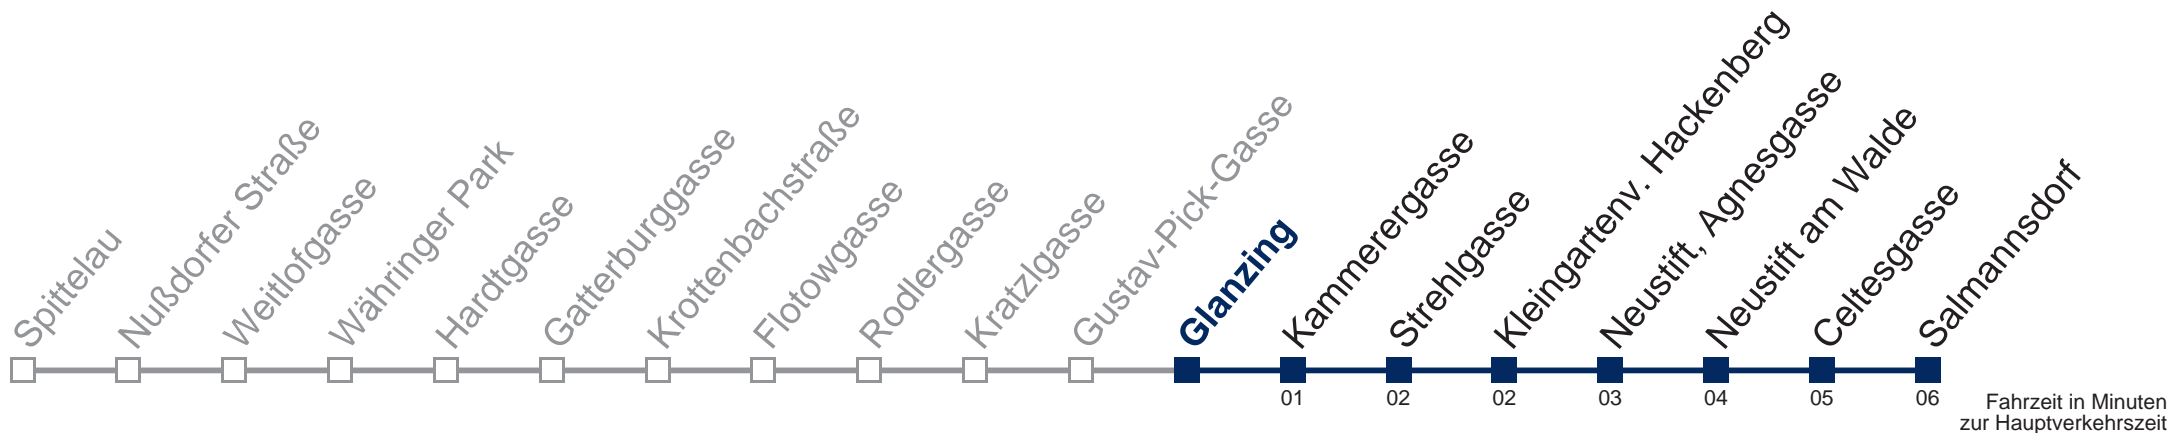 Spittelau
Nußdorfer Straße
Weitlofgasse
Währinger Park
Hardtgasse
Gatterburggasse
Krottenbachstraße
Flotowgasse
Rodlergasse
Kratzlgasse
Gustav-Pick-Gasse
Glanzing
Kammerergasse
Strehlgasse
Kleingartenv. Hackenberg
Neustift, Agnesgasse
Neustift am Walde
Celtesgasse
Salmannsdorf
01 02 02 03 04 05 06
Fahrzeit in Minuten
zur Hauptverkehrszeit